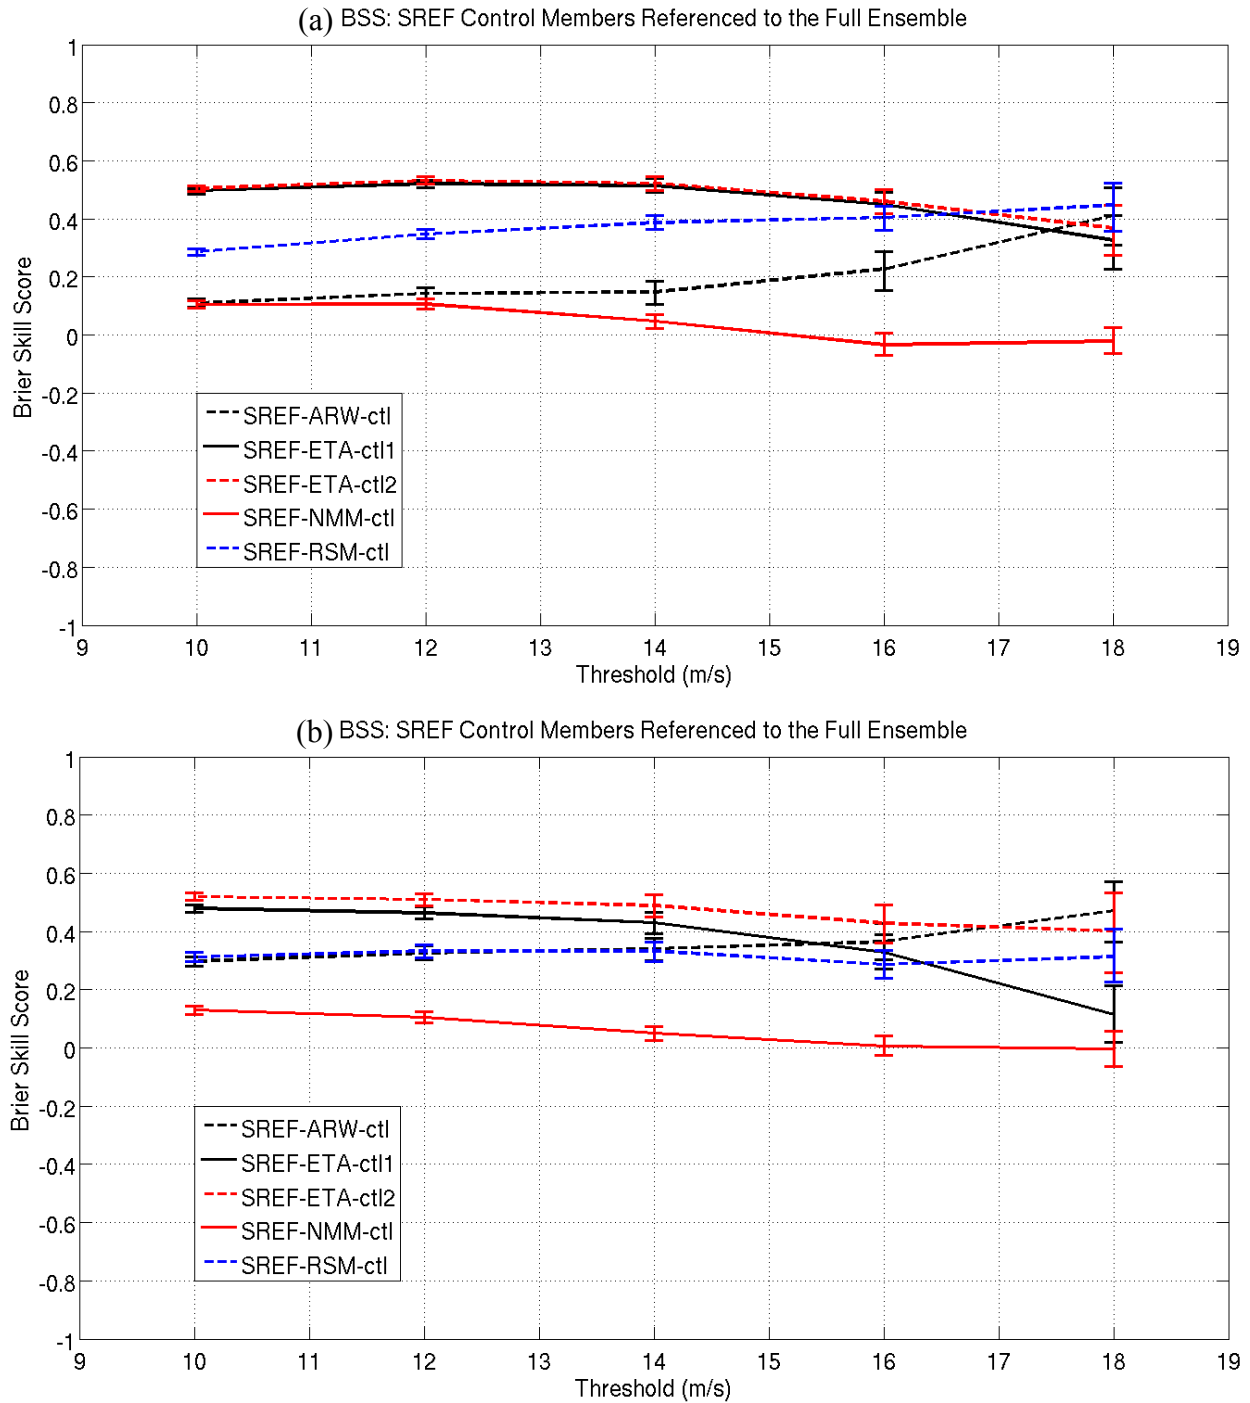 (a) BSS: SREF Control Members Referenced to the Full Ensemble
1
0.8
0.6
0.4
0.2
0
-0.2
-0.4
-0.6
-0.8
-1
Brier Skill Score
SREF-ARW-ctl
SREF-ETA-ctl1
SREF-ETA-ctl2
SREF-NMM-ctl
SREF-RSM-ctl
9 10 11 12 13 14 15 16 17 18 19
Threshold (m/s)
(b) BSS: SREF Control Members Referenced to the Full Ensemble
1
0.8
0.6
0.4
0.2
0
-0.2
-0.4
-0.6
-0.8
-1
Brier Skill Score
SREF-ARW-ctl
SREF-ETA-ctl1
SREF-ETA-ctl2
SREF-NMM-ctl
SREF-RSM-ctl
9 10 11 12 13 14 15 16 17 18 19
Threshold (m/s)